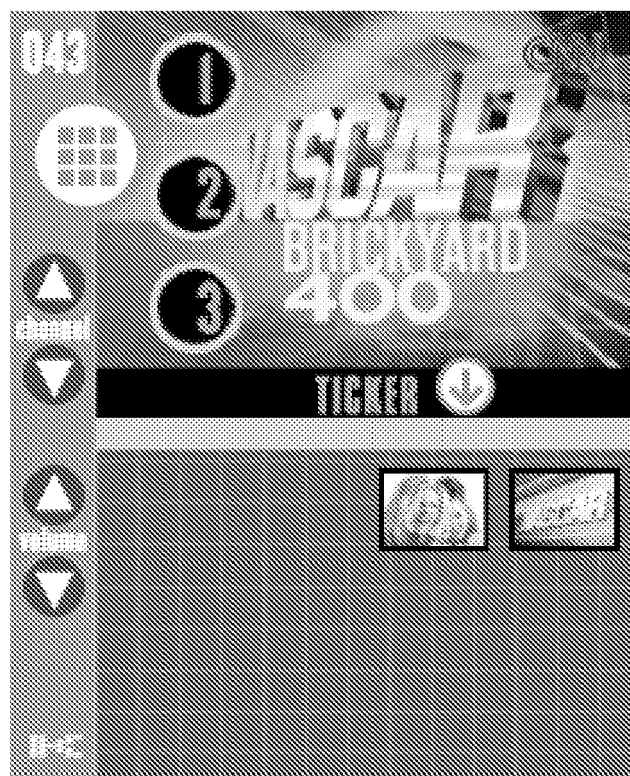 043
1
2
3
NASCAR
BRICKYARD
400
channel
TICKER
volume